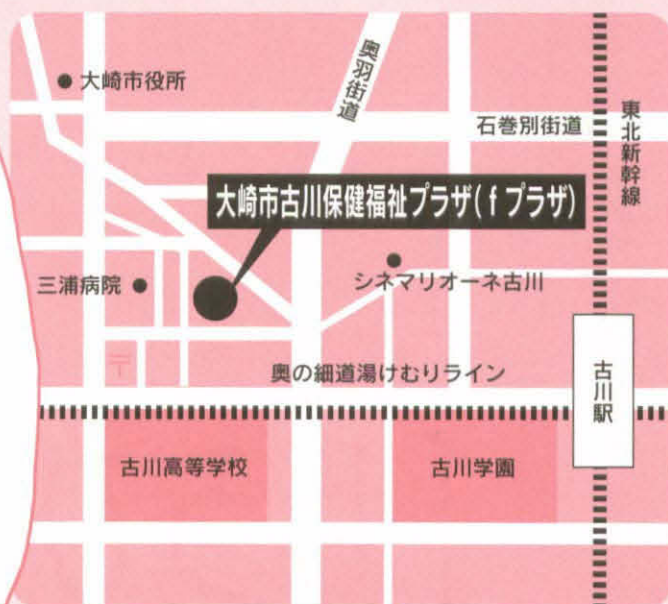 奥羽街道
大崎市役所
石巻別街道
東北新幹線
大崎市古川保健福祉プラザ(fプラザ)
三浦病院
シネマリオーネ古川
〒
奥の細道湯けむりライン
古川駅
古川高等学校
古川学園